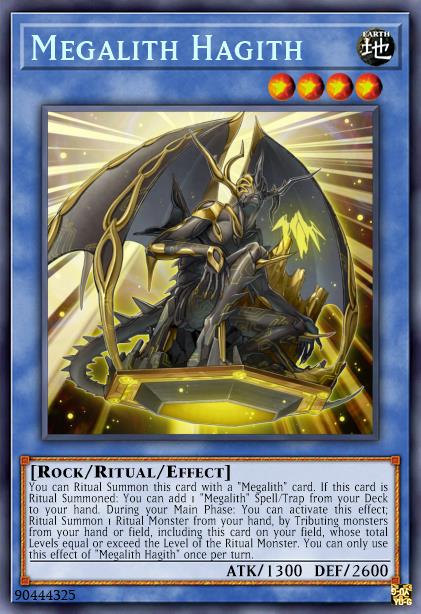 MEGALITH HAGITH
EARTH
地
[ROCK/RITUAL/EFFECT]
You can Ritual Summon this card with a "Megalith" card. If this card is
Ritual Summoned: You can add 1 "Megalith" Spell/Trap from your Deck
to your hand. During your Main Phase: You can activate this effect;
Ritual Summon 1 Ritual Monster from your hand, by Tributing monsters
from your hand or field, including this card on your field, whose total
Levels equal or exceed the Level of the Ritual Monster. You can only use
this effect of "Megalith Hagith" once per turn.
ATK/1300 DEF/2600
90444325